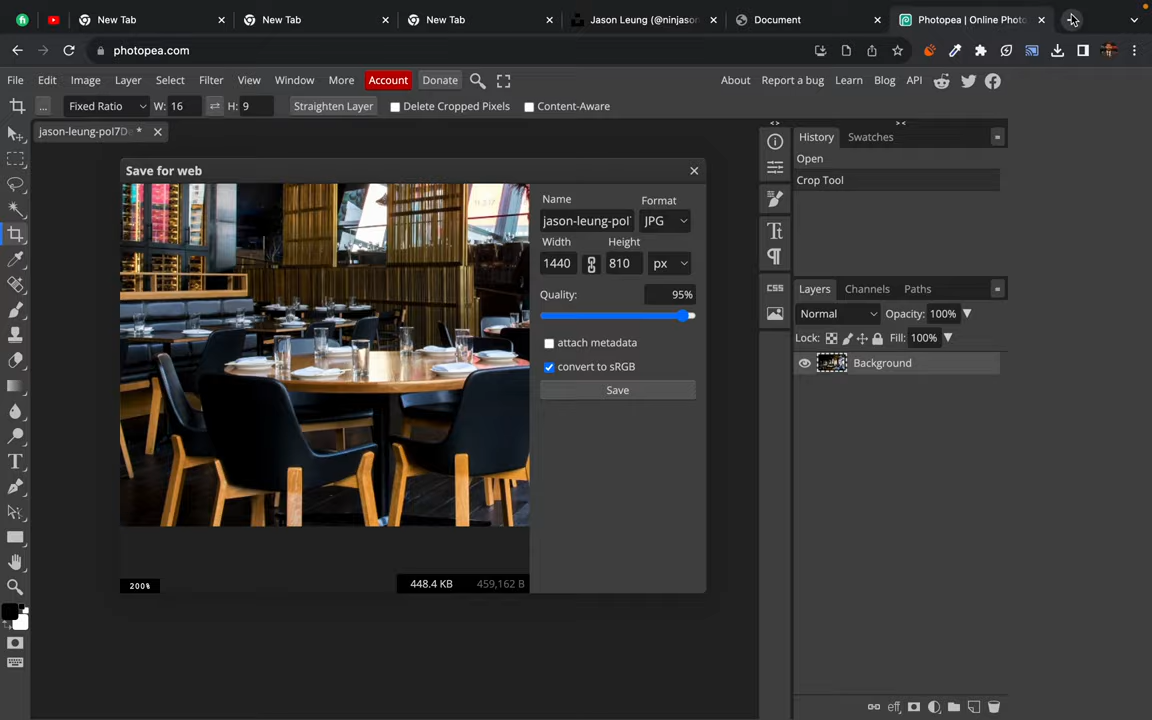 New Tab
New Tab
New Tab
Jason Leung (@ninjason
Document
Photopea | Online Photo
photopea.com
File Edit Image Layer Select Filter View Window More Account Donate
About Report a bug Learn Blog API
... Fixed Ratio W: 16 H: 9 Straighten Layer Delete Cropped Pixels Content-Aware
jason-leung-poI7D *
Save for web
Name
Format
jason-leung-poI
JPG
Width
Height
1440
810
px
Quality:
95%
attach metadata
convert to sRGB
Save
200%
448.4 KB 459,162 B
> <
History Swatches
Open
Crop Tool
CSS
Layers Channels Paths
Normal Opacity: 100%
Lock: Fill: 100%
Background
eff